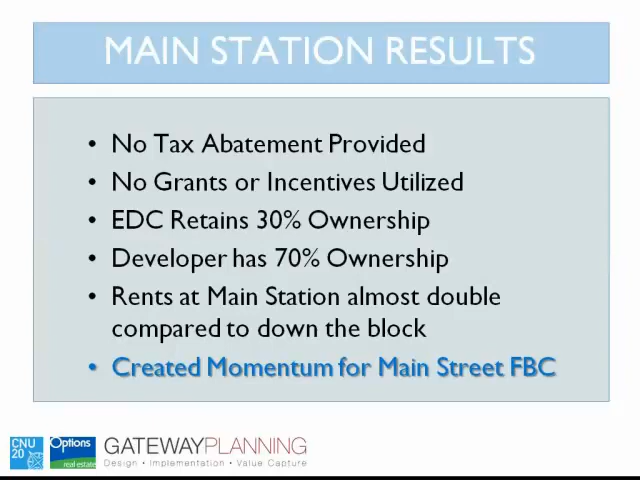 MAIN STATION RESULTS
• No Tax Abatement Provided
• No Grants or Incentives Utilized
• EDC Retains 30% Ownership
• Developer has 70% Ownership
• Rents at Main Station almost double
compared to down the block
• Created Momentum for Main Street FBC
CNU
20
Options
real estate
GATEWAYPLANNING
Design • Implementation • Value Capture